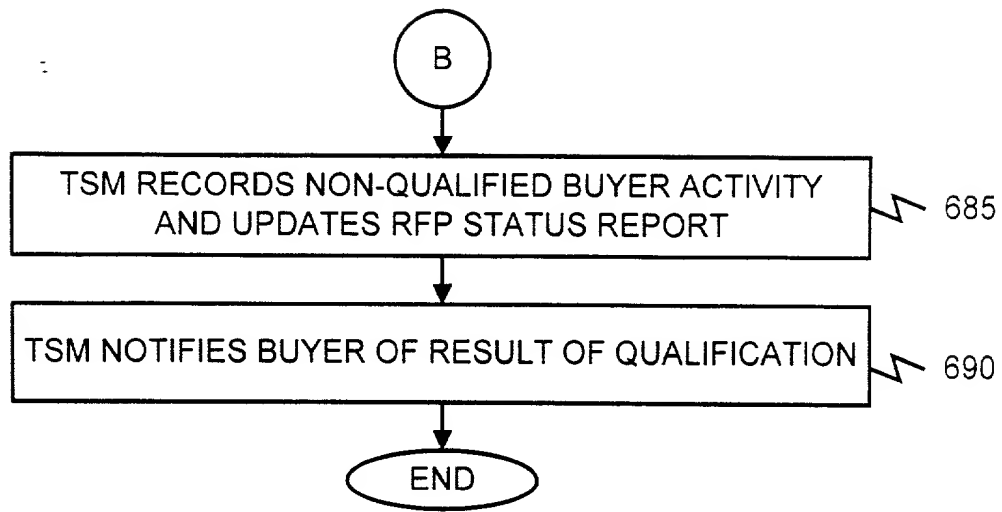 B
TSM RECORDS NON-QUALIFIED BUYER ACTIVITY
AND UPDATES RFP STATUS REPORT
685
TSM NOTIFIES BUYER OF RESULT OF QUALIFICATION
690
END